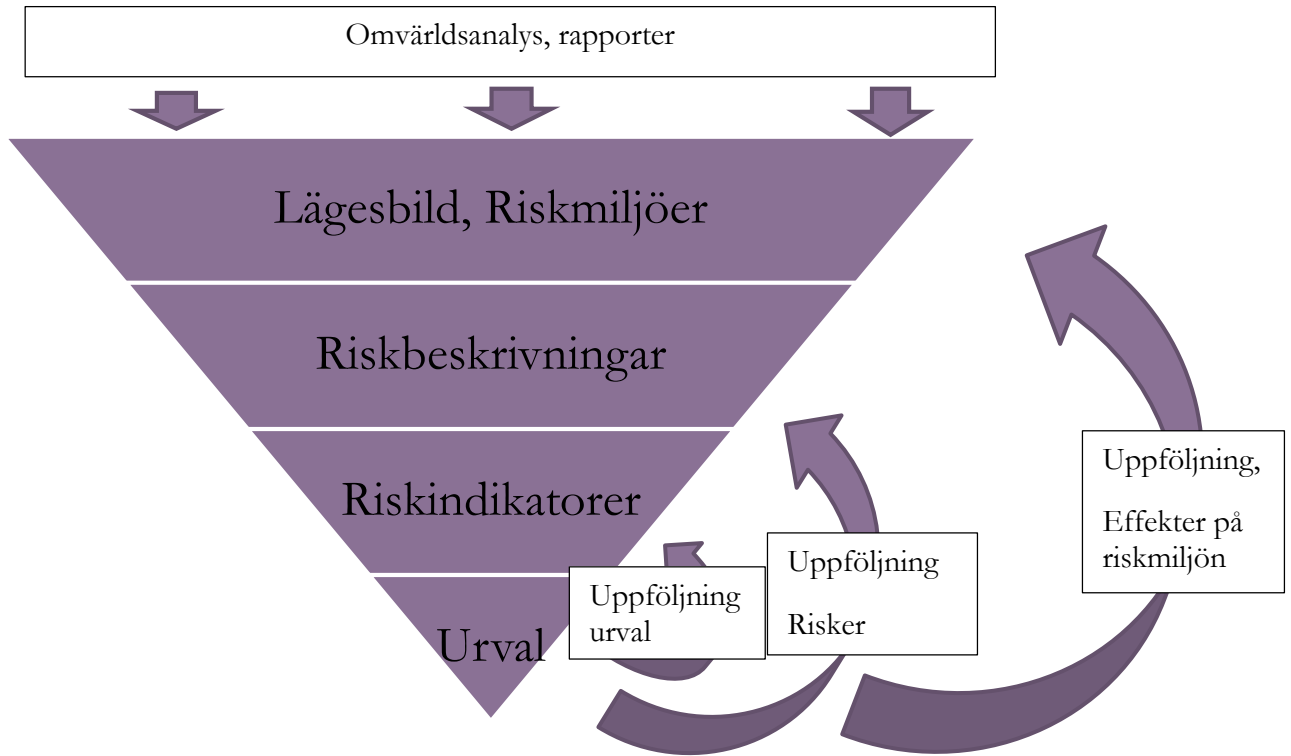 Omvärldsanalys, rapporter
Lägesbild, Riskmiljöer
Riskbeskrivningar
Riskindikatorer
Urval
Uppföljning
urval
Uppföljning
Risker
Uppföljning,
Effekter på
riskmiljön